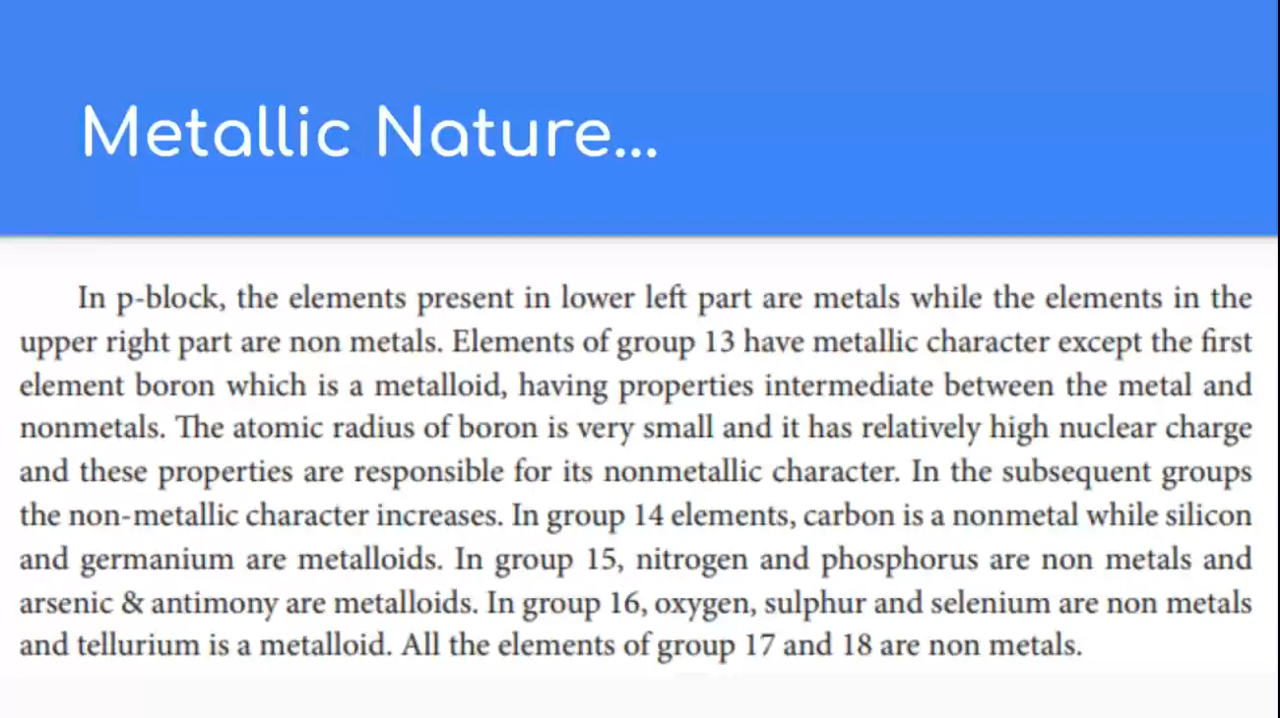 Metallic Nature...
In p-block, the elements present in lower left part are metals while the elements in the
upper right part are non metals. Elements of group 13 have metallic character except the first
element boron which is a metalloid, having properties intermediate between the metal and
nonmetals. The atomic radius of boron is very small and it has relatively high nuclear charge
and these properties are responsible for its nonmetallic character. In the subsequent groups
the non-metallic character increases. In group 14 elements, carbon is a nonmetal while silicon
and germanium are metalloids. In group 15, nitrogen and phosphorus are non metals and
arsenic & antimony are metalloids. In group 16, oxygen, sulphur and selenium are non metals
and tellurium is a metalloid. All the elements of group 17 and 18 are non metals.